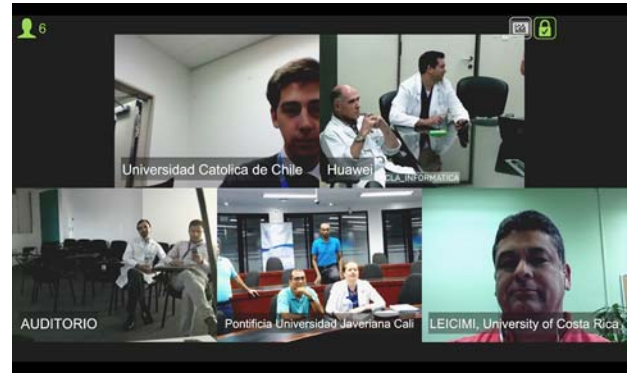 6
Universidad Catolica de Chile
Huawei
CLA_INFORMATICA
AUDITORIO
Pontificia Universidad Javeriana Cali
LEICIMI, University of Costa Rica